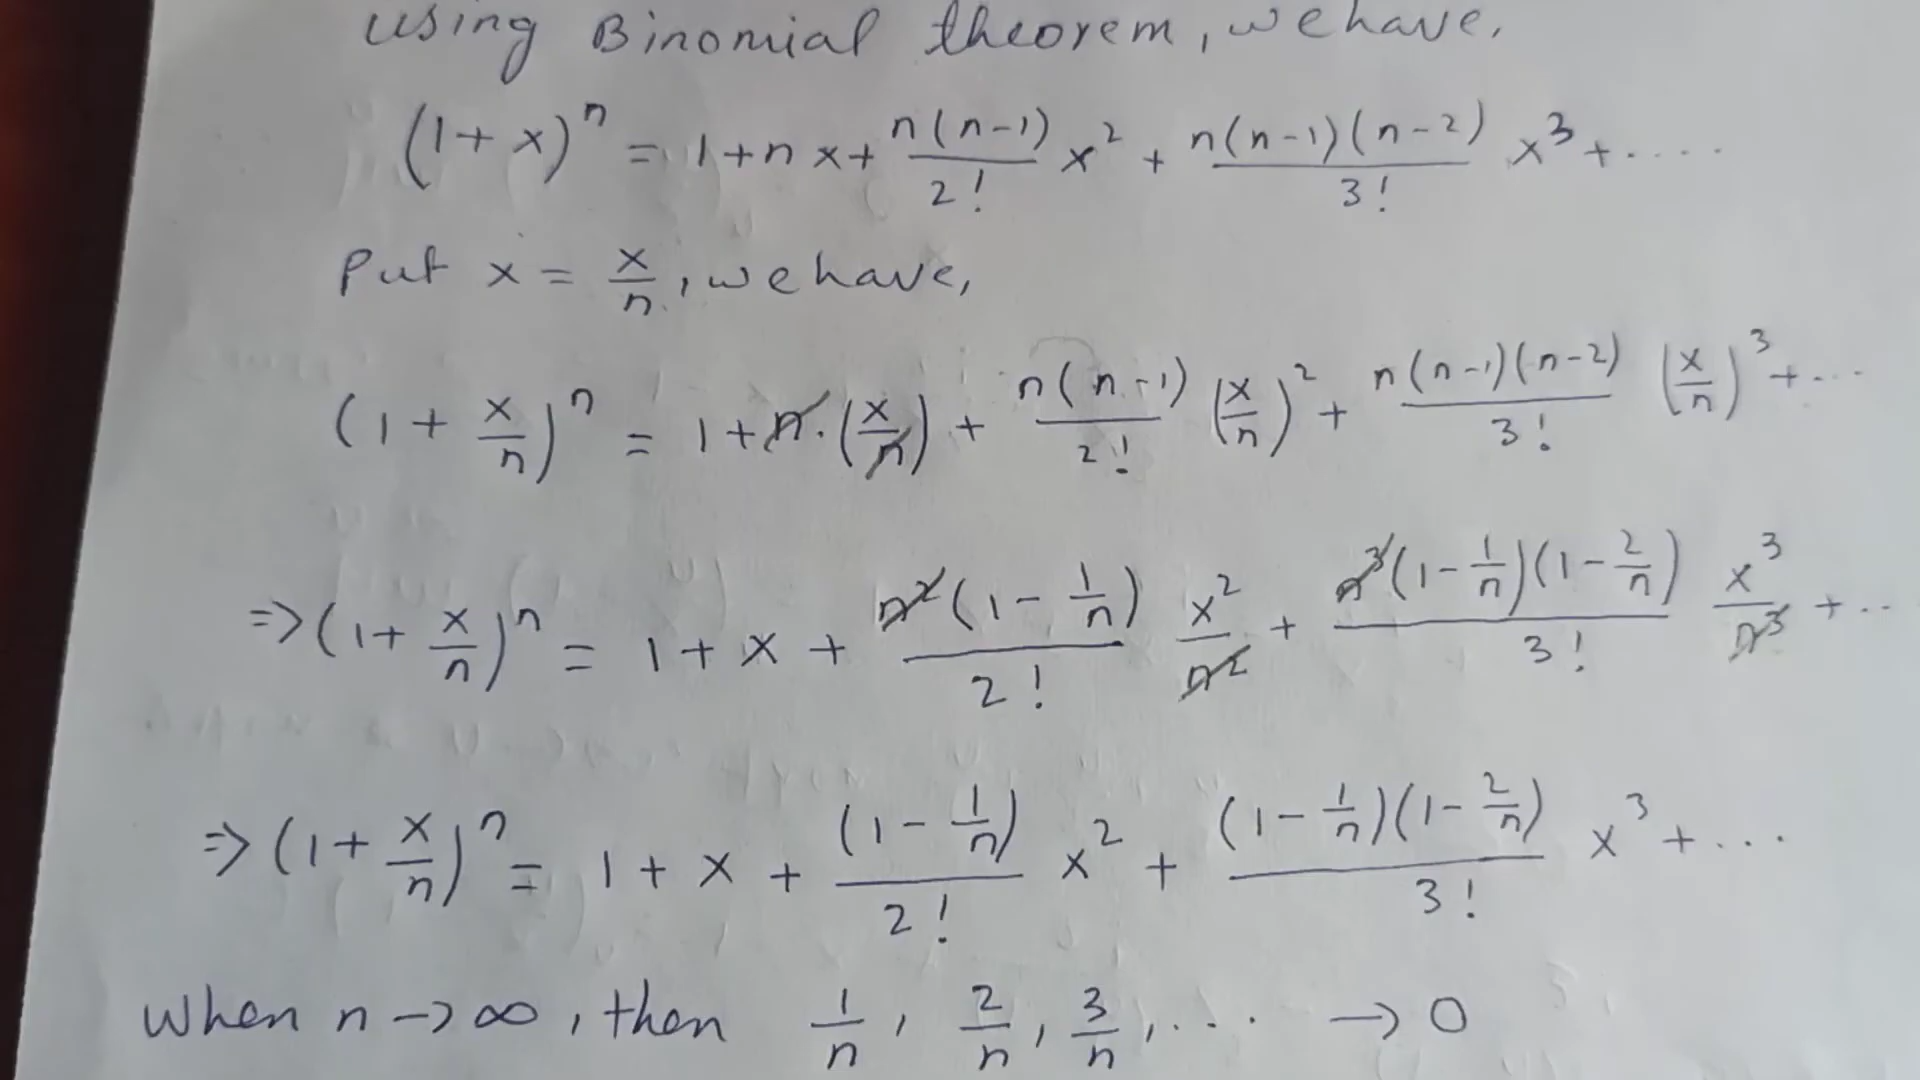 using Binomial theorem, we have,
(1 + x)^n = 1 + n x + n(n-1)/2! x^2 + n(n-1)(n-2)/3! x^3 + ....
Put x = x/n, we have,
(1 + x/n)^n = 1 + n.(x/n) + n(n-1)/2! (x/n)^2 + n(n-1)(n-2)/3! (x/n)^3 + ...
=> (1 + x/n)^n = 1 + x + n^2(1 - 1/n)/2! x^2/n^2 + n^3(1 - 1/n)(1 - 2/n)/3! x^3/n^3 + ...
=> (1 + x/n)^n = 1 + x + (1 - 1/n)/2! x^2 + (1 - 1/n)(1 - 2/n)/3! x^3 + ...
When n → ∞, then 1/n, 2/n, 3/n, .... → 0